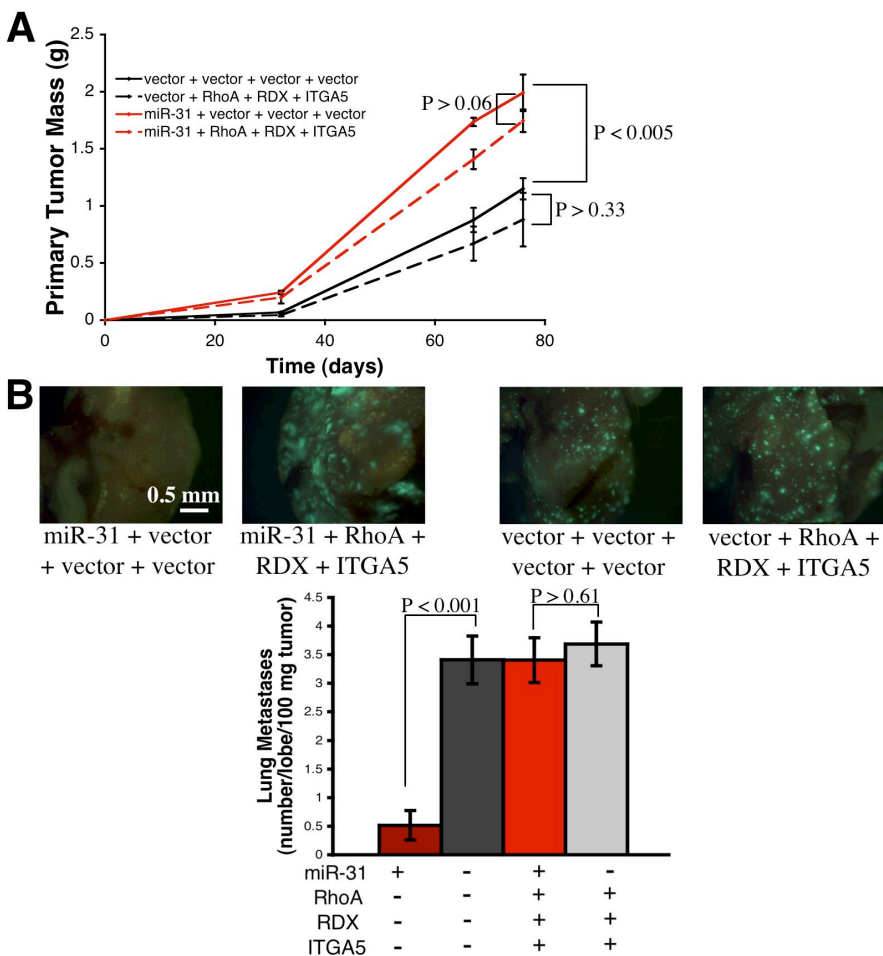 A
Primary Tumor Mass (g)
2.5
2
1.5
1
0.5
0
vector + vector + vector + vector
vector + RhoA + RDX + ITGA5
miR-31 + vector + vector + vector
miR-31 + RhoA + RDX + ITGA5
P > 0.06
P < 0.005
P > 0.33
0 20 40 60 80
Time (days)
B
0.5 mm
miR-31 + vector
+ vector + vector
miR-31 + RhoA +
RDX + ITGA5
vector + vector +
vector + vector
vector + RhoA +
RDX + ITGA5
Lung Metastases
(number/lobe/100 mg tumor)
4.5
4
3.5
3
2.5
2
1.5
1
0.5
0
P < 0.001
P > 0.61
miR-31 + - + -
RhoA - - + +
RDX - - + +
ITGA5 - - + +